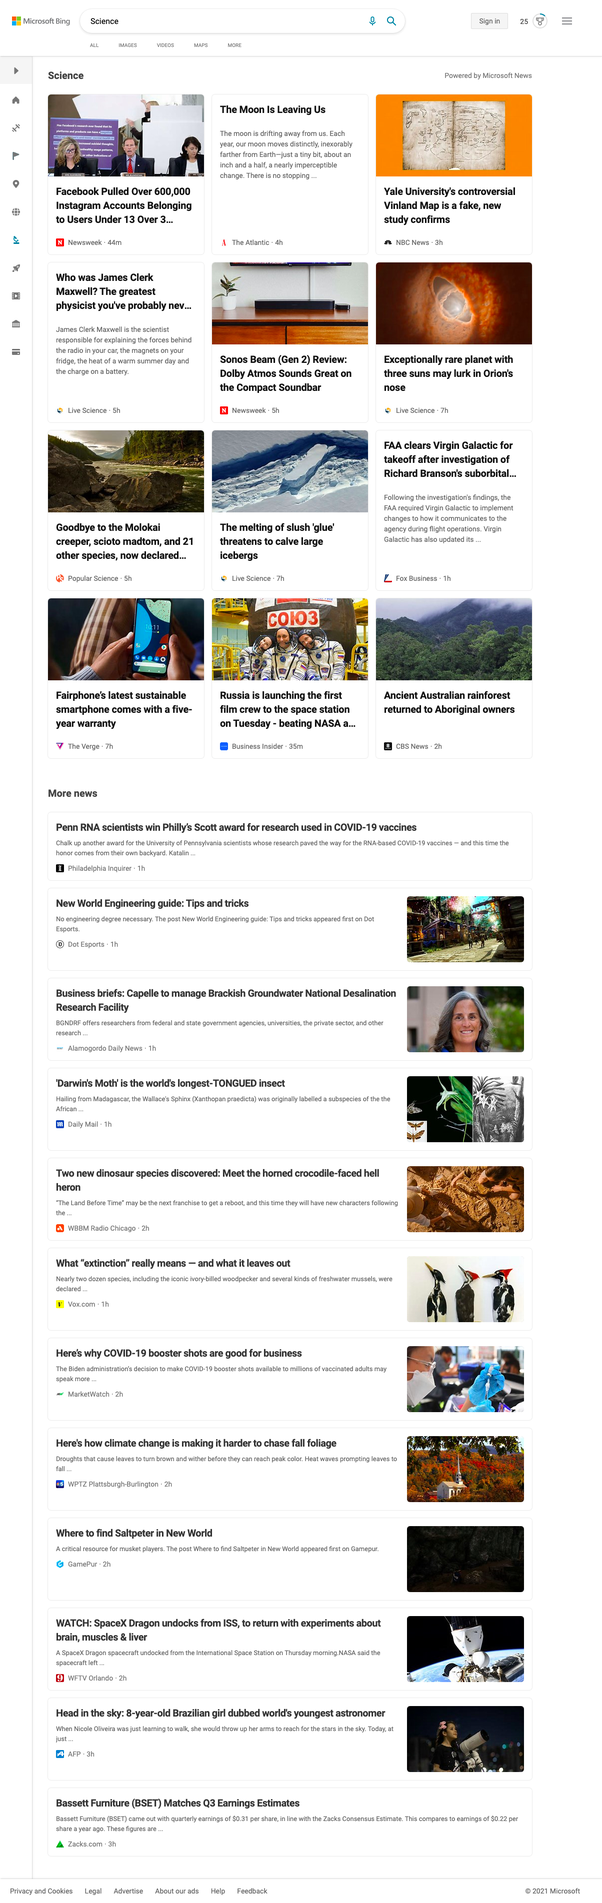 Microsoft Bing
Science
Sign in
25
ALL IMAGES VIDEOS MAPS MORE
Science
Powered by Microsoft News
Facebook Pulled Over 600,000
Instagram Accounts Belonging
to Users Under 13 Over 3...
Newsweek · 44m
The Moon Is Leaving Us
The moon is drifting away from us. Each
year, our moon moves distinctly, inexorably
farther from Earth—just a tiny bit, about an
inch and a half, a nearly imperceptible
change. There is no stopping ...
The Atlantic · 4h
Yale University's controversial
Vinland Map is a fake, new
study confirms
NBC News · 3h
Who was James Clerk
Maxwell? The greatest
physicist you've probably nev...
James Clerk Maxwell is the scientist
responsible for explaining the forces behind
the radio in your car, the magnets on your
fridge, the heat of a warm summer day and
the charge on a battery.
Live Science · 5h
Sonos Beam (Gen 2) Review:
Dolby Atmos Sounds Great on
the Compact Soundbar
Newsweek · 5h
Exceptionally rare planet with
three suns may lurk in Orion's
nose
Live Science · 7h
Goodbye to the Molokai
creeper, scioto madtom, and 21
other species, now declared...
Popular Science · 5h
The melting of slush 'glue'
threatens to calve large
icebergs
Live Science · 7h
FAA clears Virgin Galactic for
takeoff after investigation of
Richard Branson's suborbital...
Following the investigation's findings, the
FAA required Virgin Galactic to implement
changes to how it communicates to the
agency during flight operations. Virgin
Galactic has also updated its ...
Fox Business · 1h
Fairphone's latest sustainable
smartphone comes with a five-
year warranty
The Verge · 7h
СОЮЗ
Russia is launching the first
film crew to the space station
on Tuesday - beating NASA a...
Business Insider · 35m
Ancient Australian rainforest
returned to Aboriginal owners
CBS News · 2h
More news
Penn RNA scientists win Philly's Scott award for research used in COVID-19 vaccines
Chalk up another award for the University of Pennsylvania scientists whose research paved the way for the RNA-based COVID-19 vaccines — and this time the
honor comes from their own backyard. Katalin ...
Philadelphia Inquirer · 1h
New World Engineering guide: Tips and tricks
No engineering degree necessary. The post New World Engineering guide: Tips and tricks appeared first on Dot
Esports.
Dot Esports · 1h
Business briefs: Capelle to manage Brackish Groundwater National Desalination
Research Facility
BGNDRF offers researchers from federal and state government agencies, universities, the private sector, and other
research ...
Alamogordo Daily News · 1h
'Darwin's Moth' is the world's longest-TONGUED insect
Hailing from Madagascar, the Wallace's Sphinx (Xanthopan praedicta) was originally labelled a subspecies of the the
African ...
Daily Mail · 1h
Two new dinosaur species discovered: Meet the horned crocodile-faced hell
heron
"The Land Before Time" may be the next franchise to get a reboot, and this time they will have new characters following
the ...
WBBM Radio Chicago · 2h
What "extinction" really means — and what it leaves out
Nearly two dozen species, including the iconic ivory-billed woodpecker and several kinds of freshwater mussels, were
declared ...
Vox.com · 1h
Here's why COVID-19 booster shots are good for business
The Biden administration's decision to make COVID-19 booster shots available to millions of vaccinated adults may
speak more ...
MarketWatch · 2h
Here's how climate change is making it harder to chase fall foliage
Droughts that cause leaves to turn brown and wither before they can reach peak color. Heat waves prompting leaves to
fall ...
WPTZ Plattsburgh-Burlington · 2h
Where to find Saltpeter in New World
A critical resource for musket players. The post Where to find Saltpeter in New World appeared first on Gamepur.
GamePur · 2h
WATCH: SpaceX Dragon undocks from ISS, to return with experiments about
brain, muscles & liver
A SpaceX Dragon spacecraft undocked from the International Space Station on Thursday morning.NASA said the
spacecraft left ...
WFTV Orlando · 2h
Head in the sky: 8-year-old Brazilian girl dubbed world's youngest astronomer
When Nicole Oliveira was just learning to walk, she would throw up her arms to reach for the stars in the sky. Today, at
just ...
AFP · 3h
Bassett Furniture (BSET) Matches Q3 Earnings Estimates
Bassett Furniture (BSET) came out with quarterly earnings of $0.31 per share, in line with the Zacks Consensus Estimate. This compares to earnings of $0.22 per
share a year ago. These figures are ...
Zacks.com · 3h
Privacy and Cookies Legal Advertise About our ads Help Feedback
© 2021 Microsoft